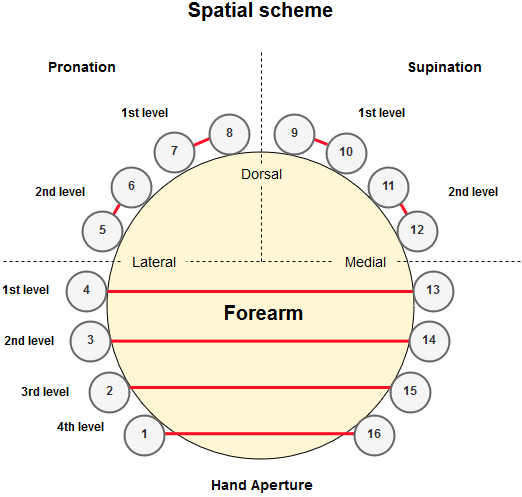 Spatial scheme
Pronation
Supination
1st level
1st level
8
9
7
10
Dorsal
2nd level
6
11
2nd level
5
12
Lateral
Medial
1st level
4
13
Forearm
2nd level
3
14
3rd level
2
15
4th level
1
16
Hand Aperture